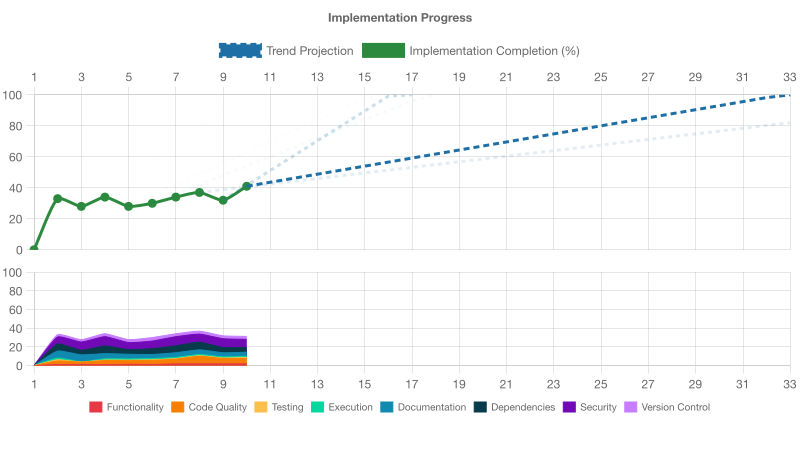 Implementation Progress
Trend Projection Implementation Completion (%)
1 3 5 7 9 11 13 15 17 19 21 23 25 27 29 31 33
100
80
60
40
20
0
100
80
60
40
20
0
1 3 5 7 9 11 13 15 17 19 21 23 25 27 29 31 33
Functionality Code Quality Testing Execution Documentation Dependencies Security Version Control